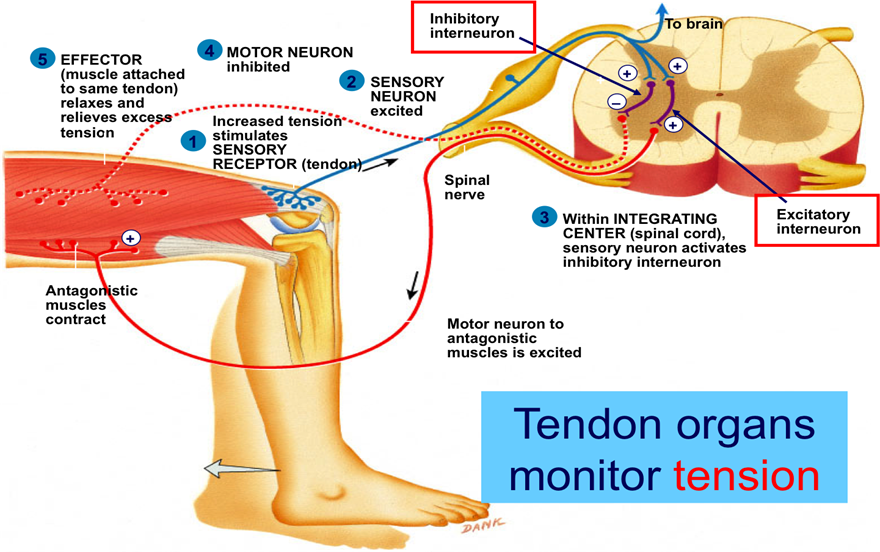 Inhibitory
interneuron
To brain
5 EFFECTOR
(muscle attached
to same tendon)
relaxes and
relieves excess
tension
4 MOTOR NEURON
inhibited
2 SENSORY
NEURON
excited
1 Increased tension
stimulates
SENSORY
RECEPTOR (tendon)
+
+
−
+
Spinal
nerve
3 Within INTEGRATING
CENTER (spinal cord),
sensory neuron activates
inhibitory interneuron
Excitatory
interneuron
+
Antagonistic
muscles
contract
Motor neuron to
antagonistic
muscles is excited
Tendon organs
monitor tension
DANK